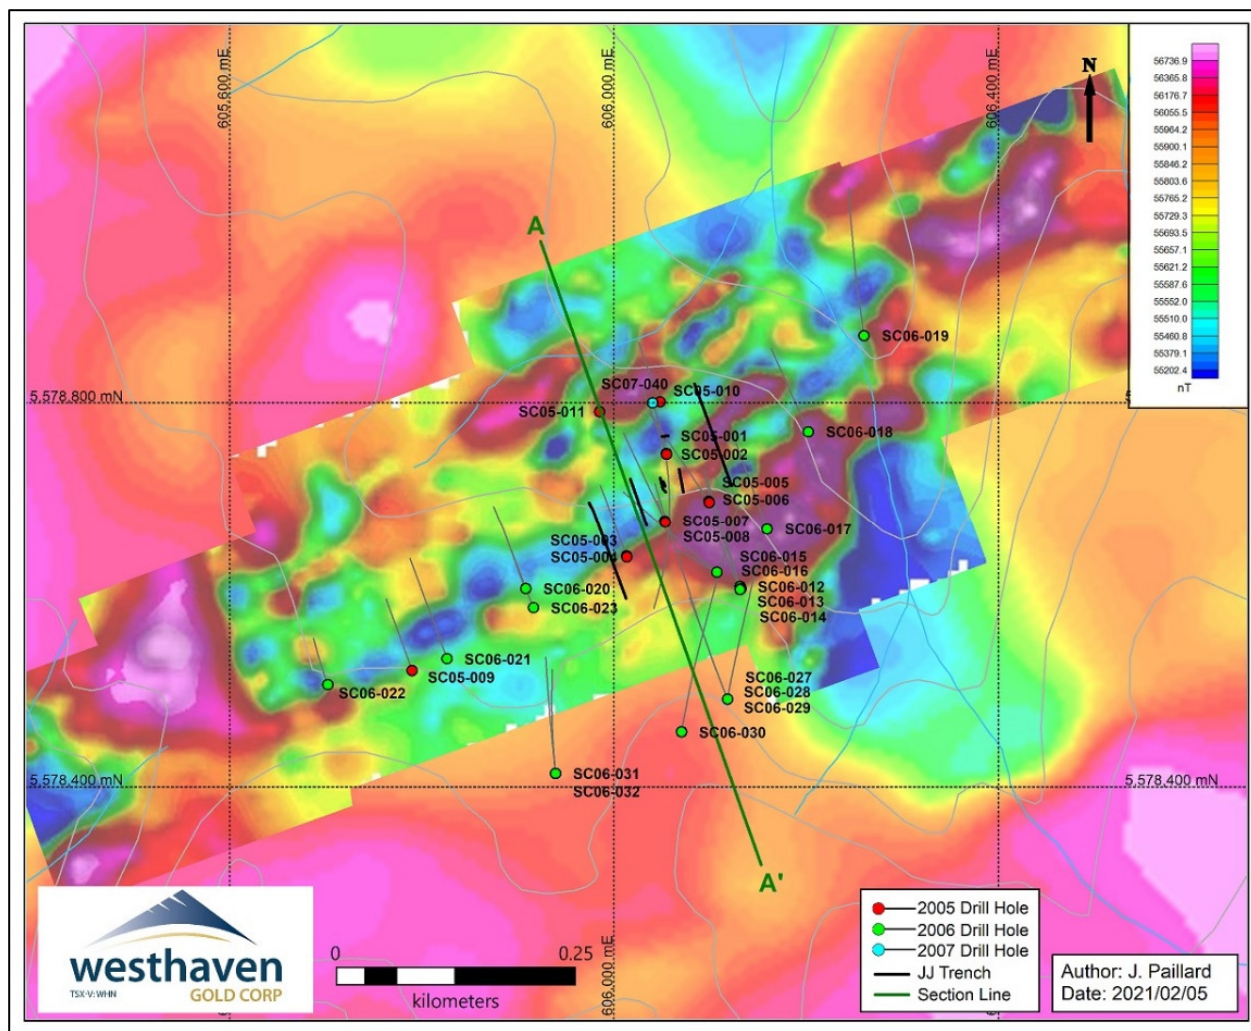 605,600 mE
606,000 mE
606,400 mE
N
56736.9
56365.8
56176.7
56055.5
55964.2
55900.1
55846.2
55803.6
55765.2
55729.3
55693.5
55657.1
55621.2
55587.6
55552.0
55510.0
55460.8
55379.1
55202.4
nT
A
SC06-019
5,578,800 mN
5
SC07-040
SC05-010
SC05-011
SC05-001
SC05-002
SC06-018
SC05-005
SC05-006
SC05-007
SC05-008
SC06-017
SC05-003
SC05-004
SC06-015
SC06-016
SC06-012
SC06-013
SC06-014
SC06-020
SC06-023
SC06-021
SC05-009
SC06-022
SC06-027
SC06-028
SC06-029
SC06-030
SC06-031
SC06-032
5,578,400 mN
5,578,400 mN
A'
westhaven
TSX-V: WHN
GOLD CORP
0
0.25
kilometers
606,000 mE
2005 Drill Hole
2006 Drill Hole
2007 Drill Hole
JJ Trench
Section Line
Author: J. Paillard
Date: 2021/02/05